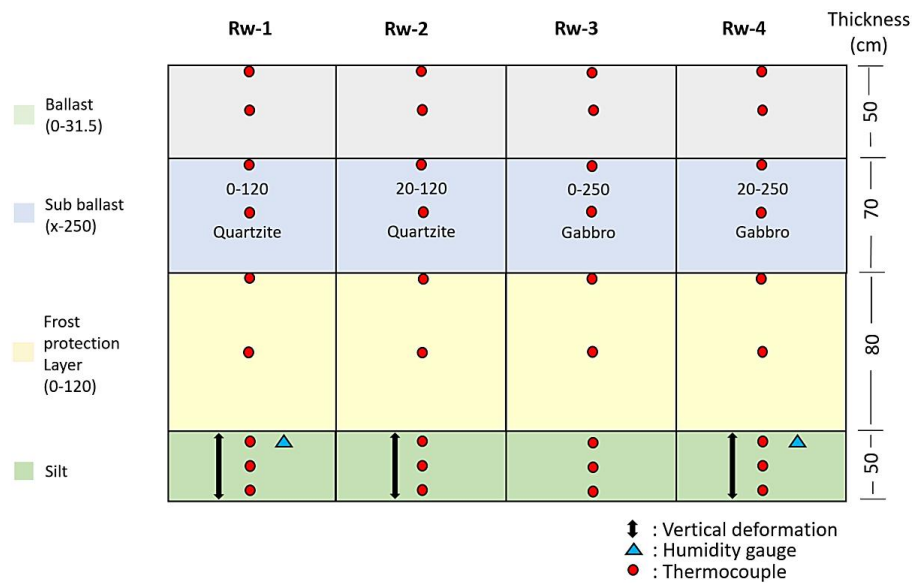 Rw-1 Rw-2 Rw-3 Rw-4 Thickness
(cm)
Ballast
(0-31.5)
50
Sub ballast
(x-250)
0-120 20-120 0-250 20-250
Quartzite Quartzite Gabbro Gabbro
70
Frost
protection
Layer
(0-120)
80
Silt
50
: Vertical deformation
: Humidity gauge
: Thermocouple